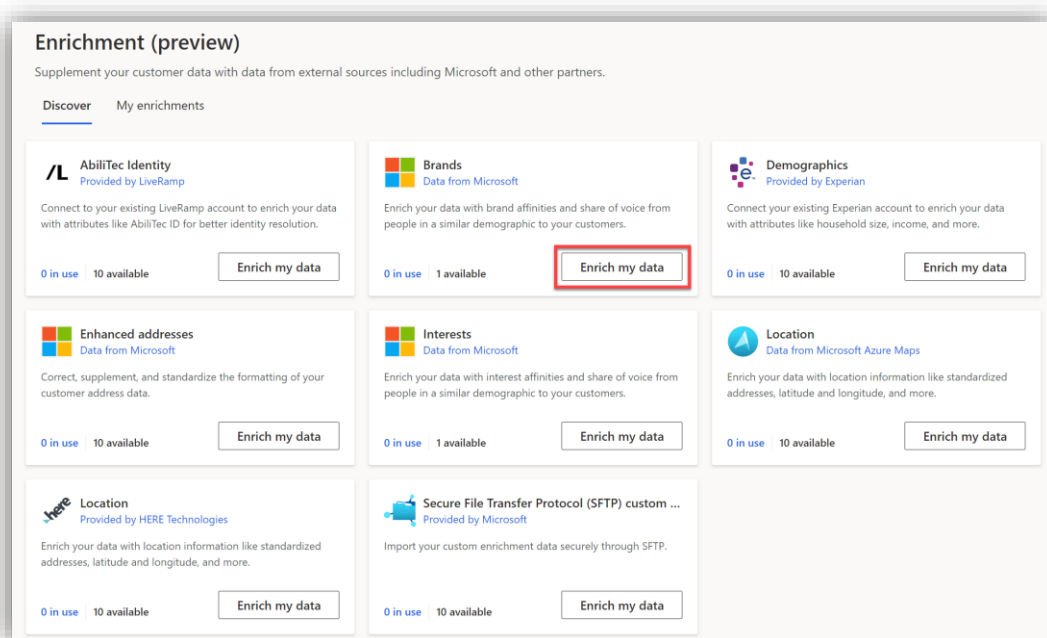 Enrichment (preview)
Supplement your customer data with data from external sources including Microsoft and other partners.
Discover My enrichments
/L
AbiliTec Identity
Provided by LiveRamp
Connect to your existing LiveRamp account to enrich your data
with attributes like AbiliTec ID for better identity resolution.
0 in use 10 available Enrich my data
Brands
Data from Microsoft
Enrich your data with brand affinities and share of voice from
people in a similar demographic to your customers.
0 in use 1 available Enrich my data
e.
Demographics
Provided by Experian
Connect your existing Experian account to enrich your data
with attributes like household size, income, and more.
0 in use 10 available Enrich my data
Enhanced addresses
Data from Microsoft
Correct, supplement, and standardize the formatting of your
customer address data.
0 in use 10 available Enrich my data
Interests
Data from Microsoft
Enrich your data with interest affinities and share of voice from
people in a similar demographic to your customers.
0 in use 1 available Enrich my data
Location
Data from Microsoft Azure Maps
Enrich your data with location information like standardized
addresses, latitude and longitude, and more.
0 in use 10 available Enrich my data
here
Location
Provided by HERE Technologies
Enrich your data with location information like standardized
addresses, latitude and longitude, and more.
0 in use 10 available Enrich my data
Secure File Transfer Protocol (SFTP) custom ...
Provided by Microsoft
Import your custom enrichment data securely through SFTP.
0 in use 10 available Enrich my data